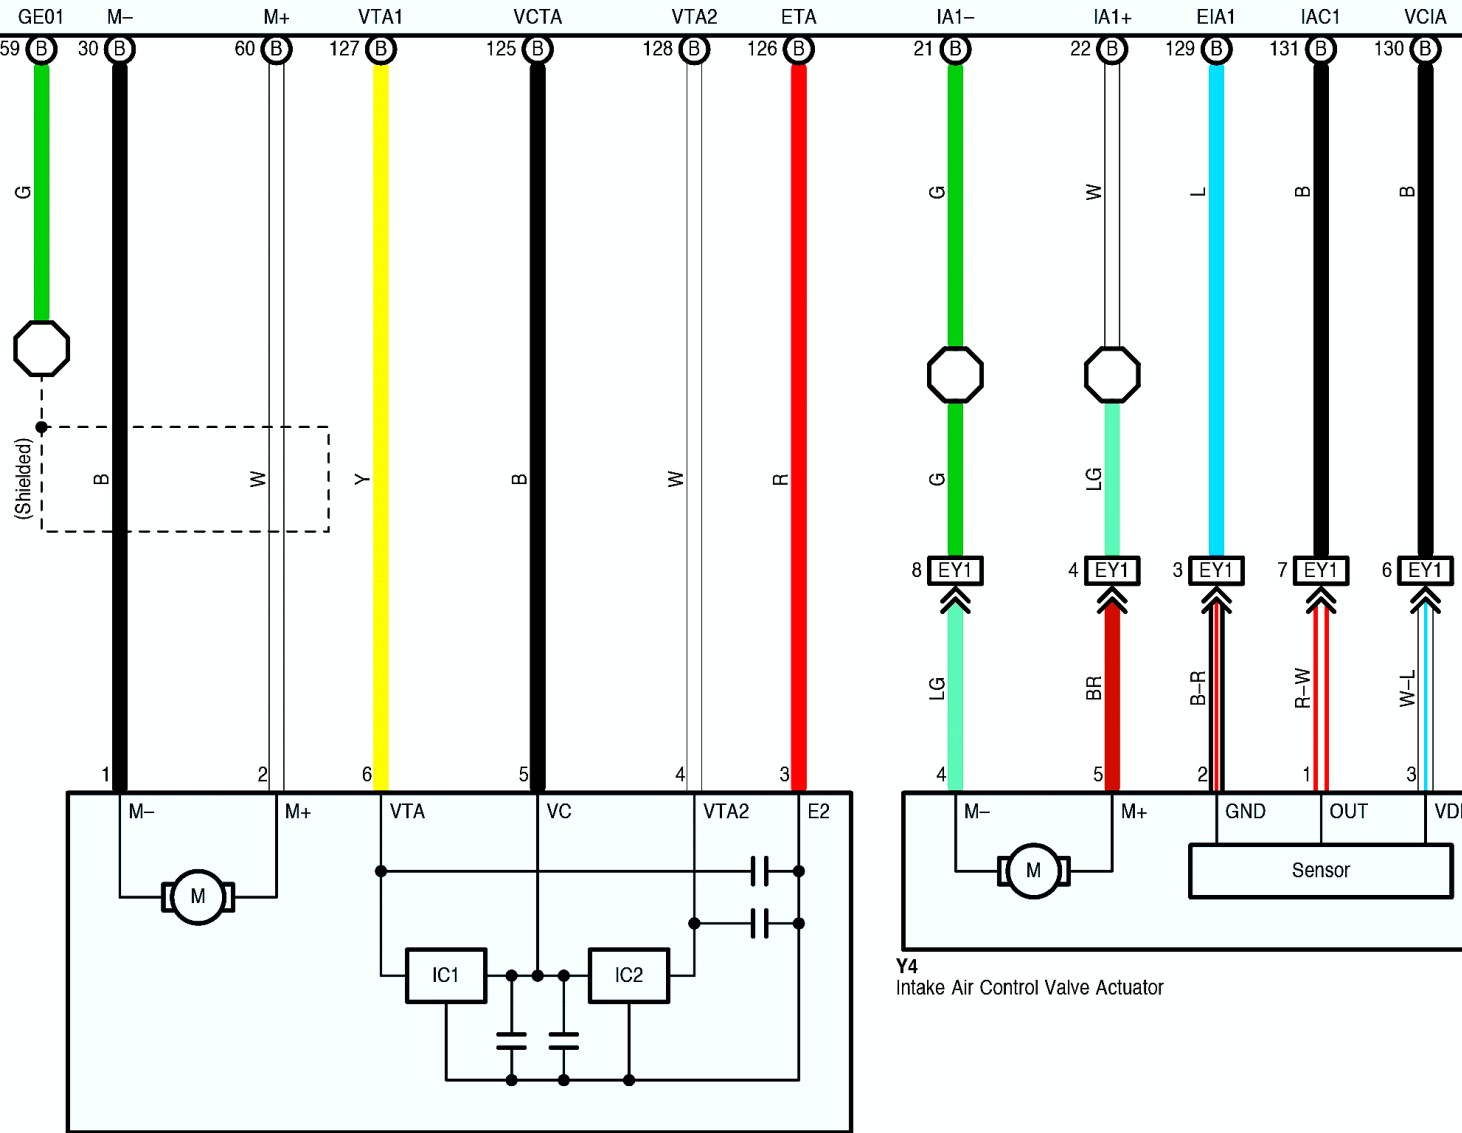 GE01 M– M+ VTA1 VCTA VTA2 ETA IA1– IA1+ EIA1 IAC1 VCIA
59 B 30 B 60 B 127 B 125 B 128 B 126 B 21 B 22 B 129 B 131 B 130 B
G G W L B B
(Shielded) B W Y B W R G LG
8 EY1 4 EY1 3 EY1 7 EY1 6 EY1
LG BR B–R R–W W–L
1 2 6 5 4 3 4 5 2 1 3
M– M+ VTA VC VTA2 E2 M– M+ GND OUT
M M Sensor
IC1 IC2
Y4
Intake Air Control Valve Actuator